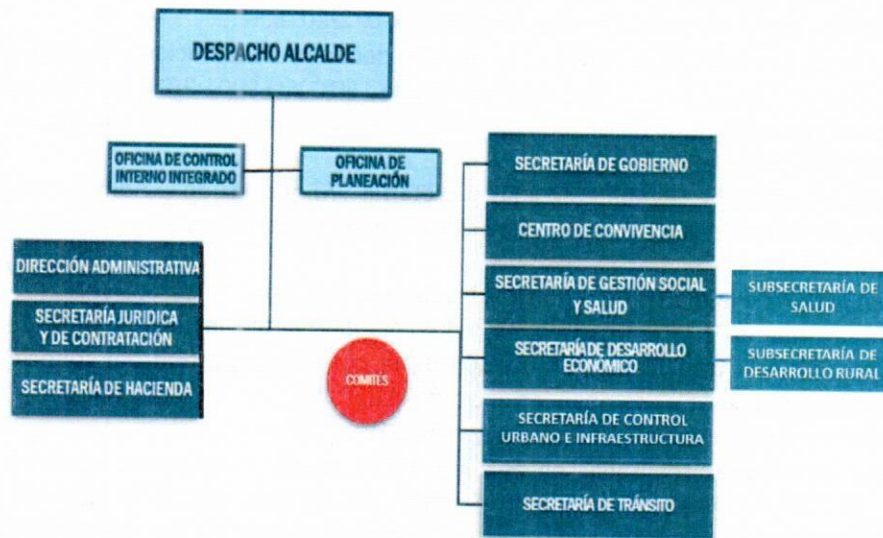 DESPACHO ALCALDE
OFICINA DE CONTROL
INTERNO INTEGRADO
OFICINA DE
PLANEACIÓN
DIRECCIÓN ADMINISTRATIVA
SECRETARÍA JURIDICA
Y DE CONTRATACIÓN
SECRETARÍA DE HACIENDA
COMITÉS
SECRETARÍA DE GOBIERNO
CENTRO DE CONVIVENCIA
SECRETARÍA DE GESTIÓN SOCIAL
Y SALUD
SUBSECRETARÍA DE
SALUD
SECRETARÍA DE DESARROLLO
ECONÓMICO
SUBSECRETARÍA DE
DESARROLLO RURAL
SECRETARÍA DE CONTROL
URBANO E INFRAESTRUCTURA
SECRETARÍA DE TRÁNSITO